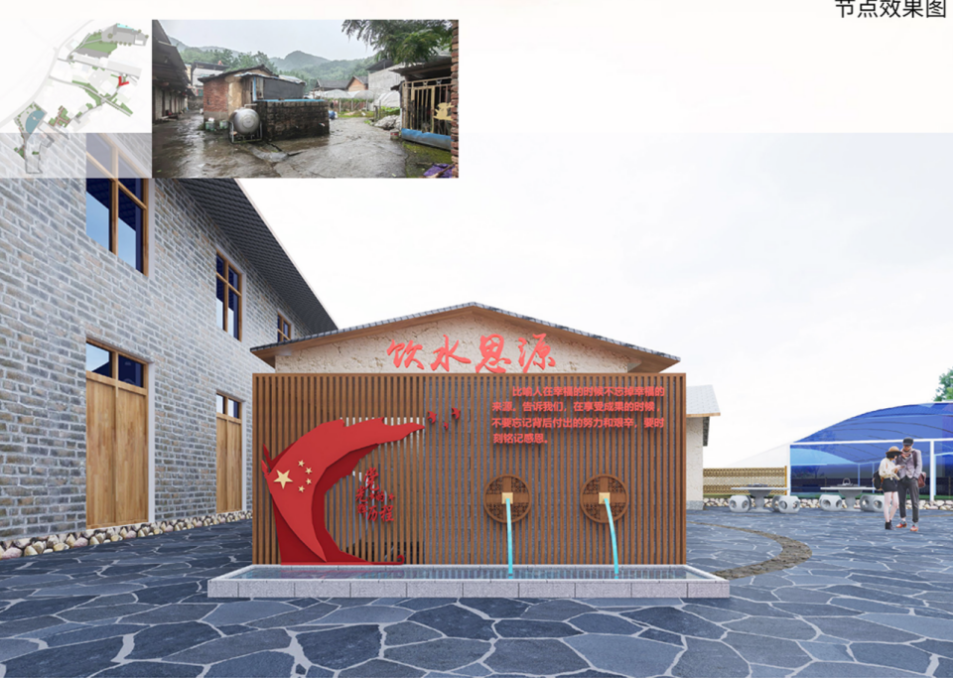 节点效果图
饮水思源
比喻人在幸福的时候不忘掉幸福的
来源。告诉我们，在享受成果的时候，
不要忘记背后付出的努力和艰辛，要时
刻铭记感恩。